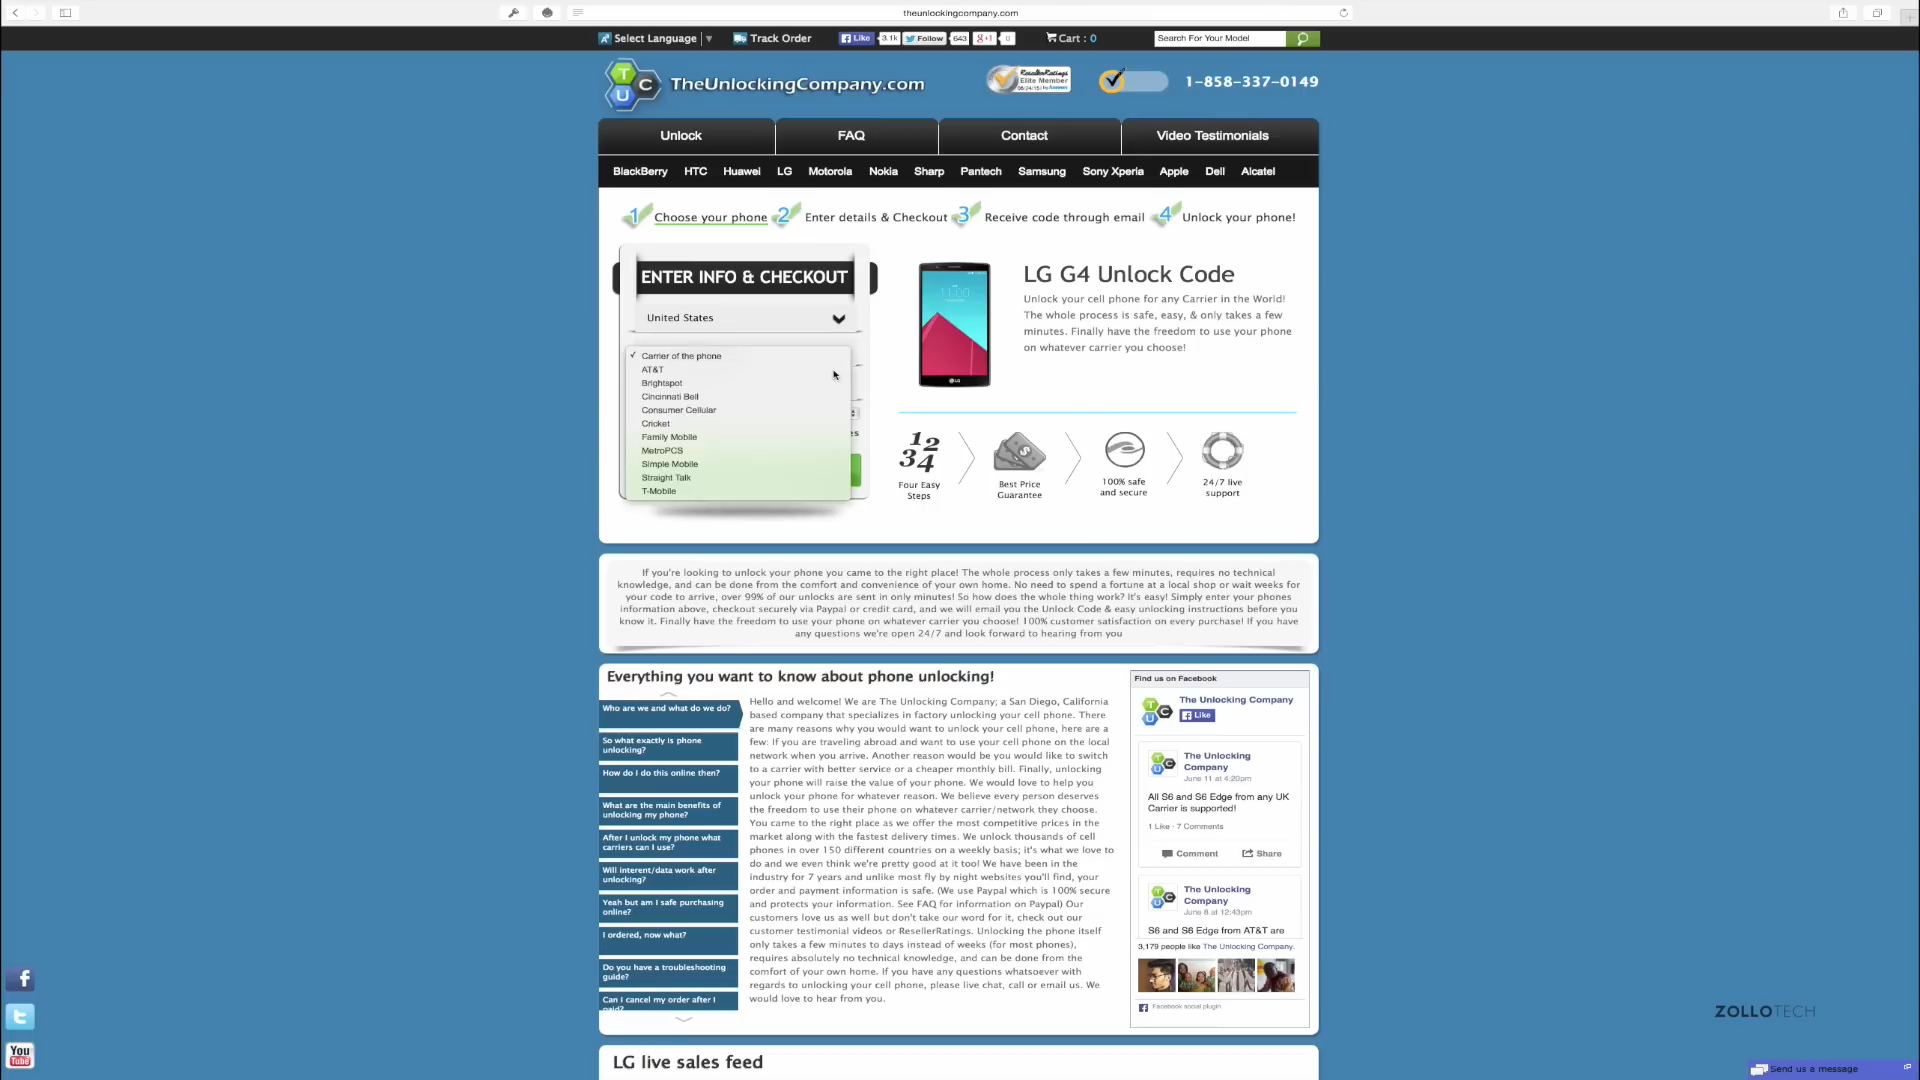 theunlockingcompany.com
Select Language
Track Order
Like
3.1k
Follow
643
+1
0
Cart : 0
Search For Your Model
T
U
C
TheUnlockingCompany.com
ResellerRatings
Elite Member
1-858-337-0149
Unlock
FAQ
Contact
Video Testimonials
BlackBerry
HTC
Huawei
LG
Motorola
Nokia
Sharp
Pantech
Samsung
Sony Xperia
Apple
Dell
Alcatel
1 Choose your phone
2 Enter details & Checkout
3 Receive code through email
4 Unlock your phone!
ENTER INFO & CHECKOUT
United States
✓ Carrier of the phone
AT&T
Brightspot
Cincinnati Bell
Consumer Cellular
Cricket
Family Mobile
MetroPCS
Simple Mobile
Straight Talk
T-Mobile
es
11:00
LG
LG G4 Unlock Code
Unlock your cell phone for any Carrier in the World!
The whole process is safe, easy, & only takes a few
minutes. Finally have the freedom to use your phone
on whatever carrier you choose!
12
34
Four Easy
Steps
Best Price
Guarantee
100% safe
and secure
24/7 live
support
If you're looking to unlock your phone you came to the right place! The whole process only takes a few minutes, requires no technical
knowledge, and can be done from the comfort and convenience of your own home. No need to spend a fortune at a local shop or wait weeks for
your code to arrive, over 99% of our unlocks are sent in only minutes! So how does the whole thing work? It's easy! Simply enter your phones
information above, checkout securely via Paypal or credit card, and we will email you the Unlock Code & easy unlocking instructions before you
know it. Finally have the freedom to use your phone on whatever carrier you choose! 100% customer satisfaction on every purchase! If you have
any questions we're open 24/7 and look forward to hearing from you
Everything you want to know about phone unlocking!
Who are we and what do we do?
So what exactly is phone
unlocking?
How do I do this online then?
What are the main benefits of
unlocking my phone?
After I unlock my phone what
carriers can I use?
Will interent/data work after
unlocking?
Yeah but am I safe purchasing
online?
I ordered, now what?
Do you have a troubleshooting
guide?
Can I cancel my order after I
paid?
Hello and welcome! We are The Unlocking Company; a San Diego, California
based company that specializes in factory unlocking your cell phone. There
are many reasons why you would want to unlock your cell phone, here are a
few: If you are traveling abroad and want to use your cell phone on the local
network when you arrive. Another reason would be you would like to switch
to a carrier with better service or a cheaper monthly bill. Finally, unlocking
your phone will raise the value of your phone. We would love to help you
unlock your phone for whatever reason. We believe every person deserves
the freedom to use their phone on whatever carrier/network they choose.
You came to the right place as we offer the most competitive prices in the
market along with the fastest delivery times. We unlock thousands of cell
phones in over 150 different countries on a weekly basis; it's what we love to
do and we even think we're pretty good at it too! We have been in the
industry for 7 years and unlike most fly by night websites you'll find, your
order and payment information is safe. (We use Paypal which is 100% secure
and protects your information. See FAQ for information on Paypal) Our
customers love us as well but don't take our word for it, check out our
customer testimonial videos or ResellerRatings. Unlocking the phone itself
only takes a few minutes to days instead of weeks (for most phones),
requires absolutely no technical knowledge, and can be done from the
comfort of your own home. If you have any questions whatsoever with
regards to unlocking your cell phone, please live chat, call or email us. We
would love to hear from you.
Find us on Facebook
The Unlocking Company
Like
The Unlocking
Company
June 11 at 4:20pm
All S6 and S6 Edge from any UK
Carrier is supported!
1 Like · 7 Comments
Comment
Share
The Unlocking
Company
June 8 at 12:43pm
S6 and S6 Edge from AT&T are
3,179 people like The Unlocking Company.
Facebook social plugin
You
Tube
LG live sales feed
ZOLLOTECH
Send us a message